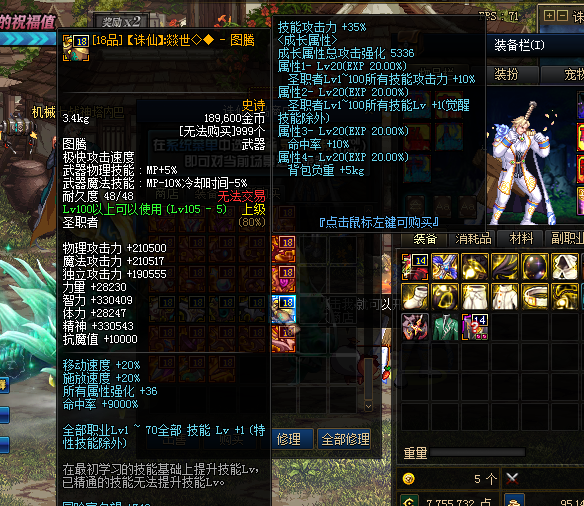 的祝福值
奖励 x2
FPS : 71
[18品]【诛仙】:燚世◇◆ - 图腾
18
史诗
3.4kg
189,600金币
[无法购买]999个
图腾
武器
极快攻击速度
武器物理技能 : MP+5%
武器魔法技能 : MP-10%冷却时间-5%
耐久度 48/48
无法交易
Lv100以上可以使用 (Lv105 - 5)
上级
圣职者
(80%)
物理攻击力 +210500
魔法攻击力 +210517
独立攻击力 +190555
力量 +28230
智力 +330409
体力 +28247
精神 +330543
抗魔值 +10000
移动速度 +20%
施放速度 +20%
所有属性强化 +36
命中率 +9000%
全部职业Lv1 ~ 70全部 技能 Lv +1 (特
性技能除外)
在最初学习的技能基础上提升技能Lv,
已精通的技能无法提升技能Lv。
技能攻击力 +35%
<成长属性>
成长属性总攻击强化 5336
属性1- Lv20(EXP 20.00%)
圣职者Lv1~100所有技能攻击力 +10%
属性2- Lv20(EXP 20.00%)
圣职者Lv1~100所有技能Lv +1(觉醒
技能除外)
属性3- Lv20(EXP 20.00%)
命中率 +10%
属性4- Lv20(EXP 20.00%)
背包负重 +5kg
『点击鼠标左键可购买』
装备栏(I)
装扮
宠物
装备
消耗品
材料
副职业
14
14
18
18
18
18
机械
修理
全部修理
重量
5 个
7,755,732 点